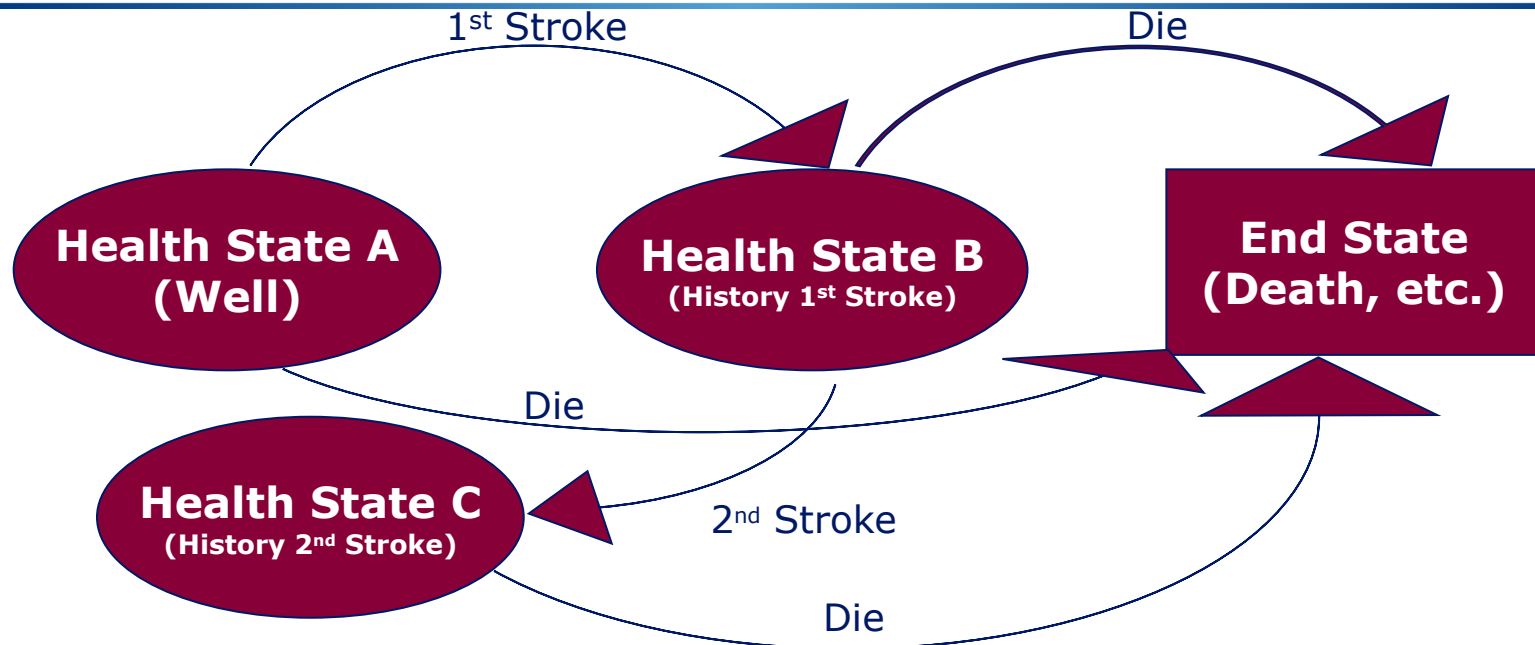 1st Stroke
Die
Health State A
(Well)
Health State B
(History 1st Stroke)
End State
(Death, etc.)
Die
Health State C
(History 2nd Stroke)
2nd Stroke
Die